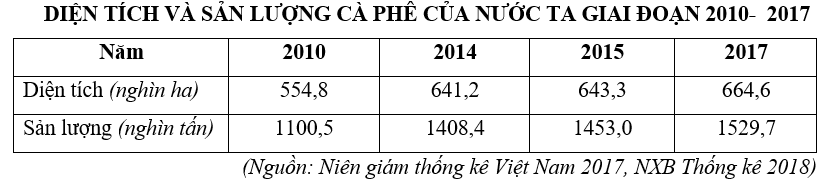 DIỆN TÍCH VÀ SẢN LƯỢNG CÀ PHÊ CỦA NƯỚC TA GIAI ĐOẠN 2010- 2017
Năm 2010 2014 2015 2017
Diện tích (nghìn ha) 554,8 641,2 643,3 664,6
Sản lượng (nghìn tấn) 1100,5 1408,4 1453,0 1529,7
(Nguồn: Niên giám thống kê Việt Nam 2017, NXB Thống kê 2018)